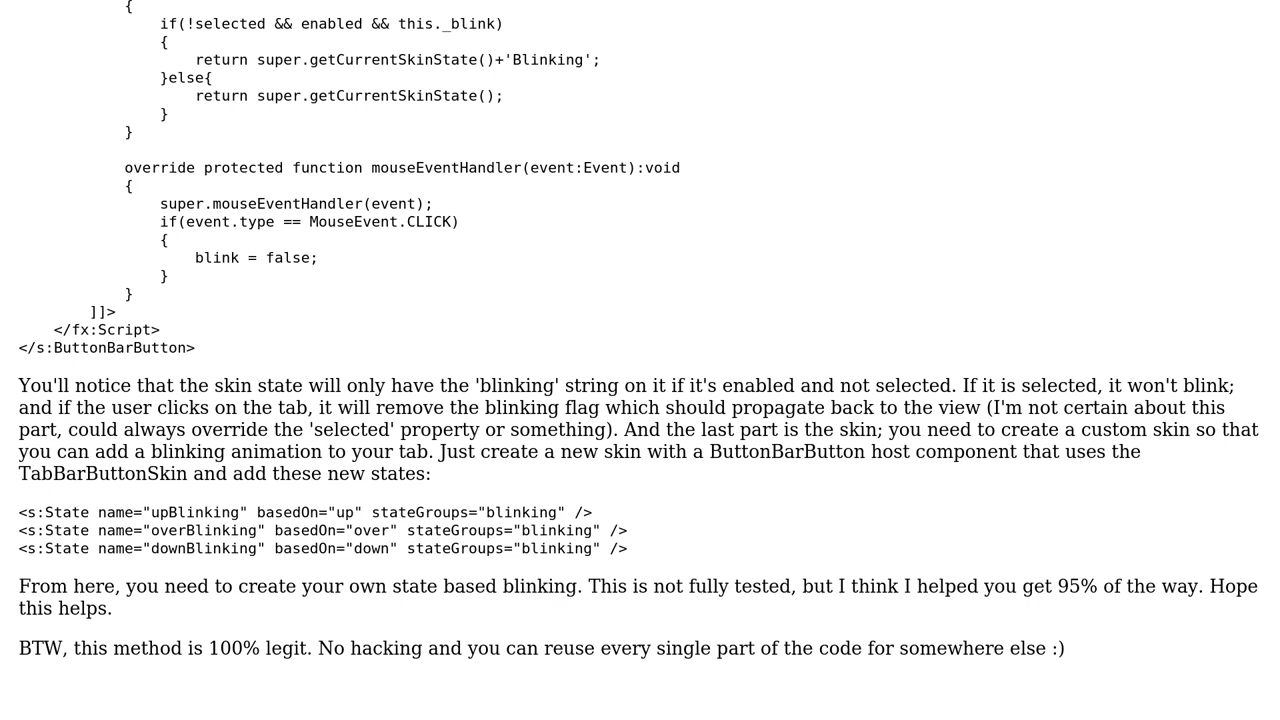 {
if(!selected && enabled && this._blink)
{
return super.getCurrentSkinState()+'Blinking';
}else{
return super.getCurrentSkinState();
}
}
override protected function mouseEventHandler(event:Event):void
{
super.mouseEventHandler(event);
if(event.type == MouseEvent.CLICK)
{
blink = false;
}
}
]]>
</fx:Script>
</s:ButtonBarButton>
You'll notice that the skin state will only have the 'blinking' string on it if it's enabled and not selected. If it is selected, it won't blink;
and if the user clicks on the tab, it will remove the blinking flag which should propagate back to the view (I'm not certain about this
part, could always override the 'selected' property or something). And the last part is the skin; you need to create a custom skin so that
you can add a blinking animation to your tab. Just create a new skin with a ButtonBarButton host component that uses the
TabBarButtonSkin and add these new states:
<s:State name="upBlinking" basedOn="up" stateGroups="blinking" />
<s:State name="overBlinking" basedOn="over" stateGroups="blinking" />
<s:State name="downBlinking" basedOn="down" stateGroups="blinking" />
From here, you need to create your own state based blinking. This is not fully tested, but I think I helped you get 95% of the way. Hope
this helps.
BTW, this method is 100% legit. No hacking and you can reuse every single part of the code for somewhere else :)